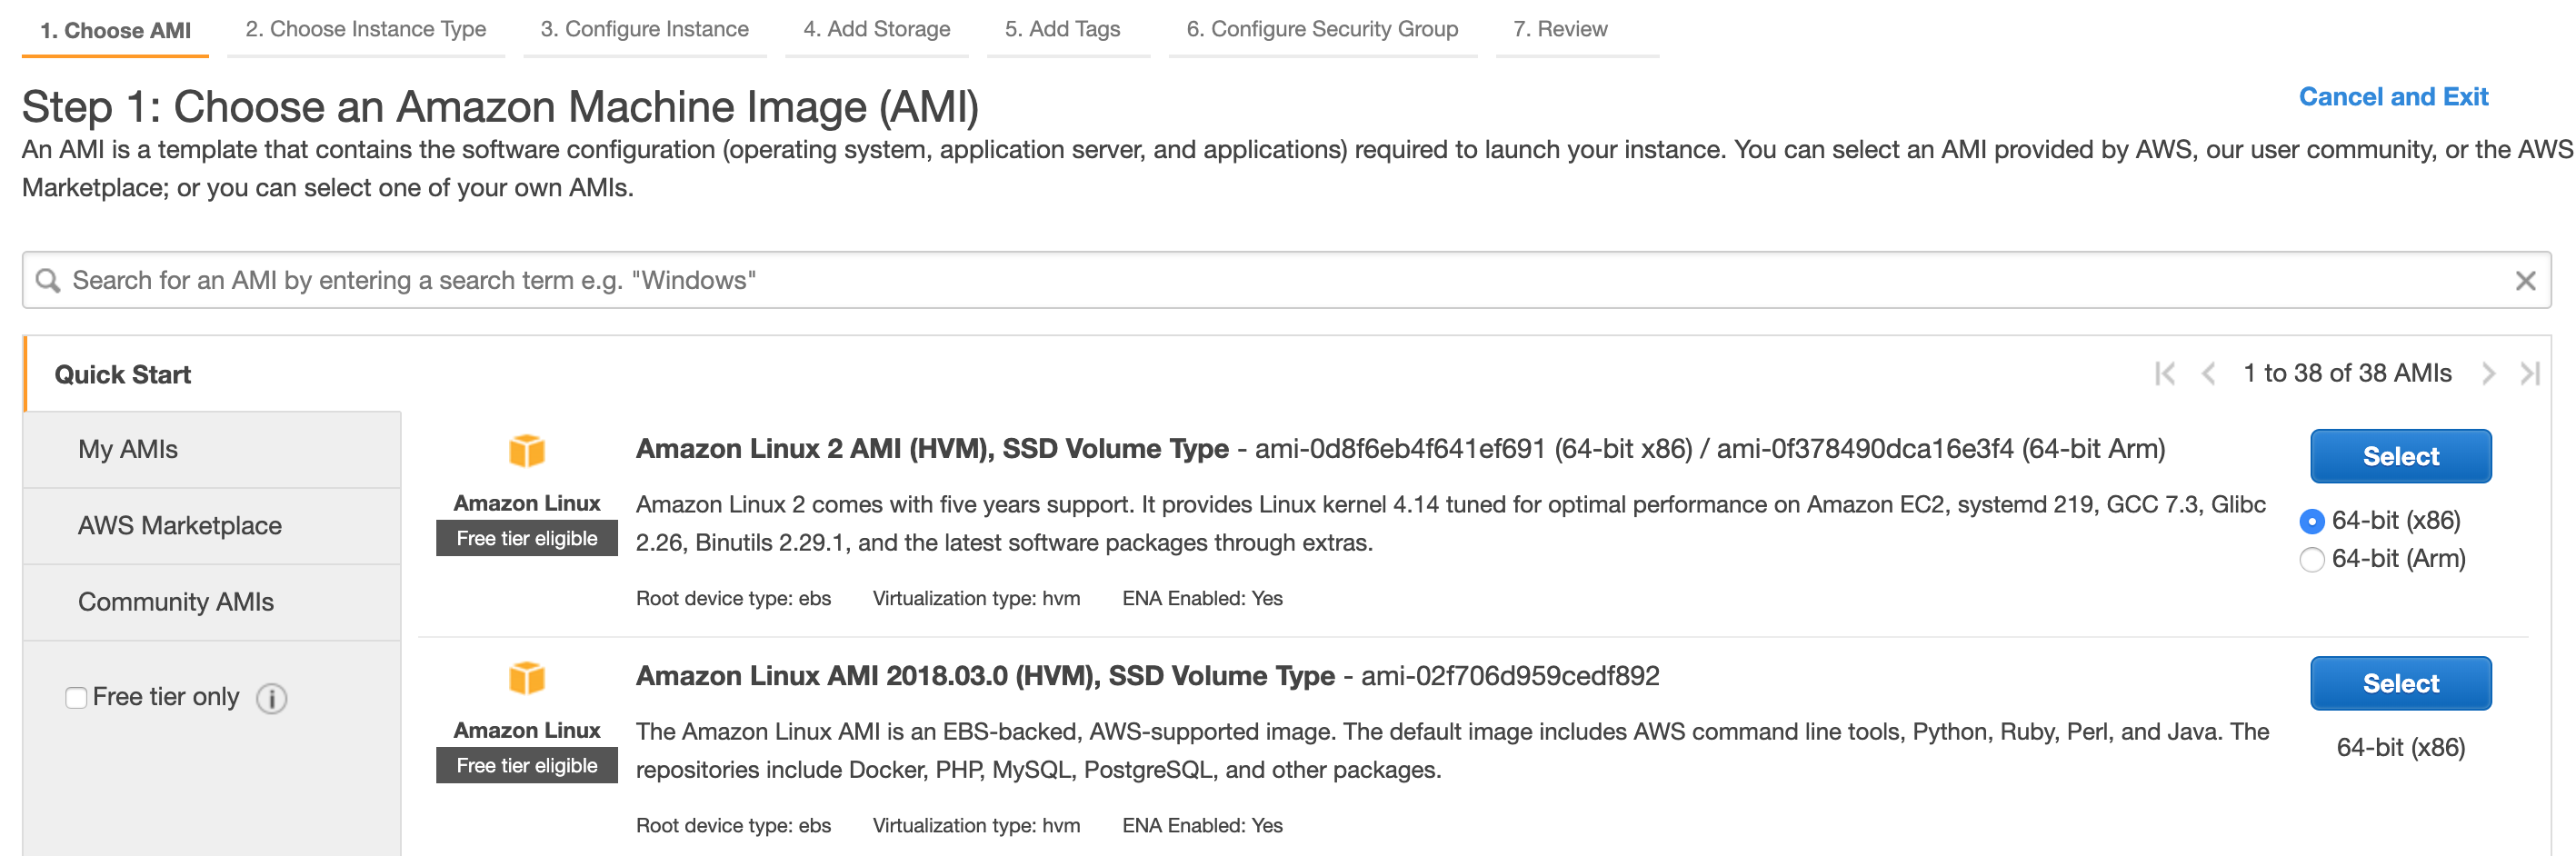 1. Choose AMI 2. Choose Instance Type 3. Configure Instance 4. Add Storage 5. Add Tags 6. Configure Security Group 7. Review
Step 1: Choose an Amazon Machine Image (AMI)
Cancel and Exit
An AMI is a template that contains the software configuration (operating system, application server, and applications) required to launch your instance. You can select an AMI provided by AWS, our user community, or the AWS
Marketplace; or you can select one of your own AMIs.
Search for an AMI by entering a search term e.g. "Windows"
Quick Start
1 to 38 of 38 AMIs
My AMIs
AWS Marketplace
Community AMIs
Free tier only
Amazon Linux
Free tier eligible
Amazon Linux 2 AMI (HVM), SSD Volume Type - ami-0d8f6eb4f641ef691 (64-bit x86) / ami-0f378490dca16e3f4 (64-bit Arm)
Amazon Linux 2 comes with five years support. It provides Linux kernel 4.14 tuned for optimal performance on Amazon EC2, systemd 219, GCC 7.3, Glibc
2.26, Binutils 2.29.1, and the latest software packages through extras.
Root device type: ebs Virtualization type: hvm ENA Enabled: Yes
Select
64-bit (x86)
64-bit (Arm)
Amazon Linux
Free tier eligible
Amazon Linux AMI 2018.03.0 (HVM), SSD Volume Type - ami-02f706d959cedf892
The Amazon Linux AMI is an EBS-backed, AWS-supported image. The default image includes AWS command line tools, Python, Ruby, Perl, and Java. The
repositories include Docker, PHP, MySQL, PostgreSQL, and other packages.
Root device type: ebs Virtualization type: hvm ENA Enabled: Yes
Select
64-bit (x86)